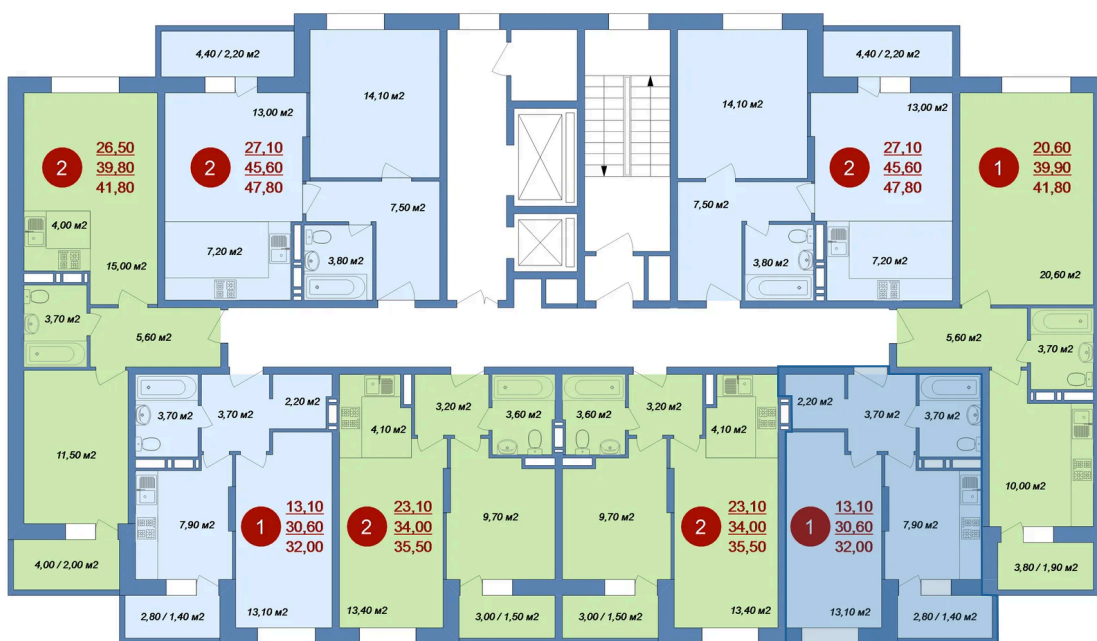 4,40 / 2,20 м2
14,10 м2
13,00 м2
2
27,10
45,60
47,80
7,20 м2
3,80 м2
7,50 м2
2
26,50
39,80
41,80
4,00 м2
15,00 м2
3,70 м2
5,60 м2
11,50 м2
4,00 / 2,00 м2
14,10 м2
4,40 / 2,20 м2
13,00 м2
2
27,10
45,60
47,80
7,50 м2
3,80 м2
7,20 м2
1
20,60
39,90
41,80
20,60 м2
5,60 м2
3,70 м2
10,00 м2
3,80 / 1,90 м2
3,70 м2
3,70 м2
2,20 м2
7,90 м2
1
13,10
30,60
32,00
13,10 м2
2,80 / 1,40 м2
4,10 м2
3,20 м2
3,60 м2
2
23,10
34,00
35,50
9,70 м2
13,40 м2
3,00 / 1,50 м2
3,60 м2
3,20 м2
4,10 м2
9,70 м2
2
23,10
34,00
35,50
3,00 / 1,50 м2
13,40 м2
2,20 м2
3,70 м2
3,70 м2
1
13,10
30,60
32,00
7,90 м2
13,10 м2
2,80 / 1,40 м2